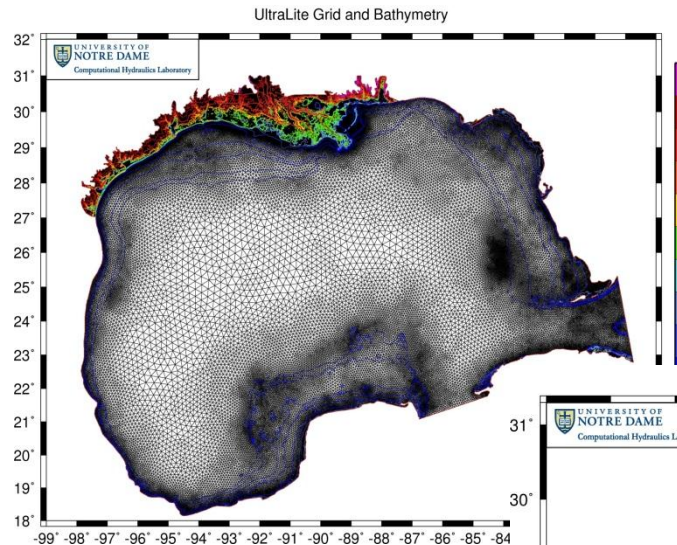 UltraLite Grid and Bathymetry
UNIVERSITY OF
NOTRE DAME
Computational Hydraulics Laboratory
32°
31°
30°
29°
28°
27°
26°
25°
24°
23°
22°
21°
20°
19°
18°
-99° -98° -97° -96° -95° -94° -93° -92° -91° -90° -89° -88° -87° -86° -85° -84°
UNIVERSITY OF
NOTRE DAME
Computational Hydraulics L
31°
30°